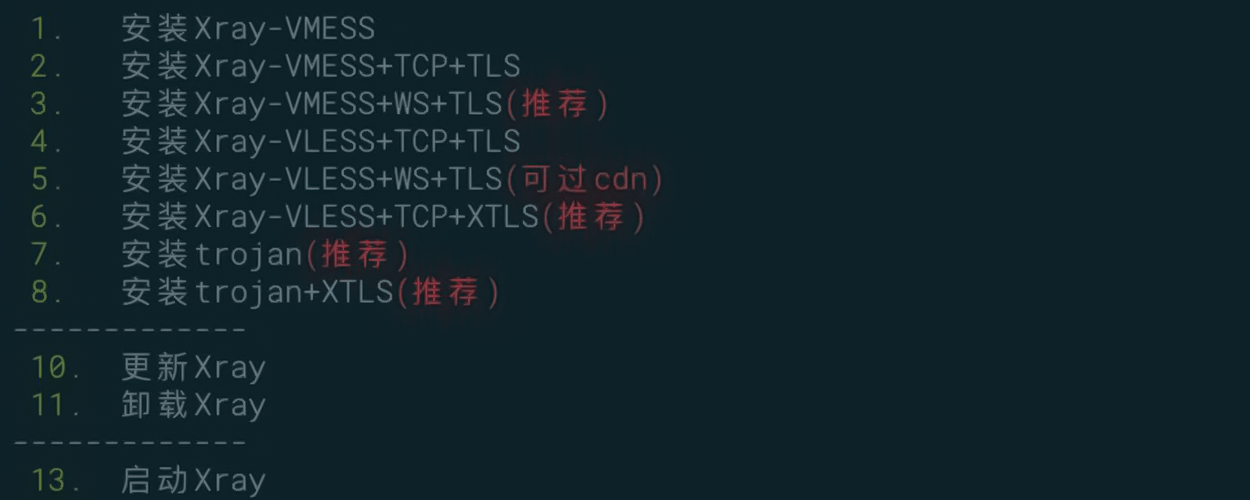 1. 安装Xray-VMESS
2. 安装Xray-VMESS+TCP+TLS
3. 安装Xray-VMESS+WS+TLS(推荐)
4. 安装Xray-VLESS+TCP+TLS
5. 安装Xray-VLESS+WS+TLS(可过cdn)
6. 安装Xray-VLESS+TCP+XTLS(推荐)
7. 安装trojan(推荐)
8. 安装trojan+XTLS(推荐)
-------------
10. 更新Xray
11. 卸载Xray
-------------
13. 启动Xray